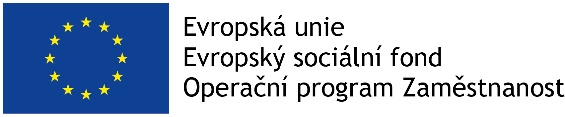 Evropská unie
Evropský sociální fond
Operační program Zaměstnanost